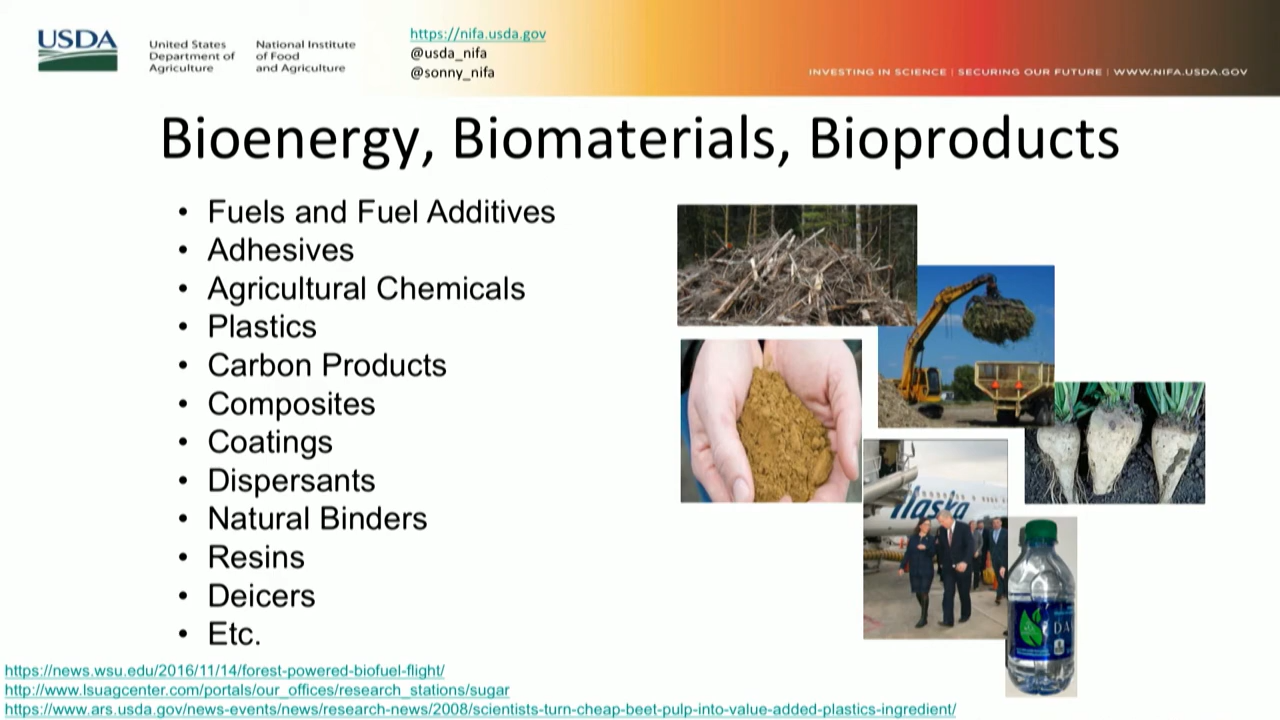 USDA
United States
Department of
Agriculture
National Institute
of Food
and Agriculture
https://nifa.usda.gov
@usda_nifa
@sonny_nifa
INVESTING IN SCIENCE | SECURING OUR FUTURE | WWW.NIFA.USDA.GOV
Bioenergy, Biomaterials, Bioproducts
• Fuels and Fuel Additives
• Adhesives
• Agricultural Chemicals
• Plastics
• Carbon Products
• Composites
• Coatings
• Dispersants
• Natural Binders
• Resins
• Deicers
• Etc.
laska
DA
https://news.wsu.edu/2016/11/14/forest-powered-biofuel-flight/
http://www.lsuagcenter.com/portals/our_offices/research_stations/sugar
https://www.ars.usda.gov/news-events/news/research-news/2008/scientists-turn-cheap-beet-pulp-into-value-added-plastics-ingredient/